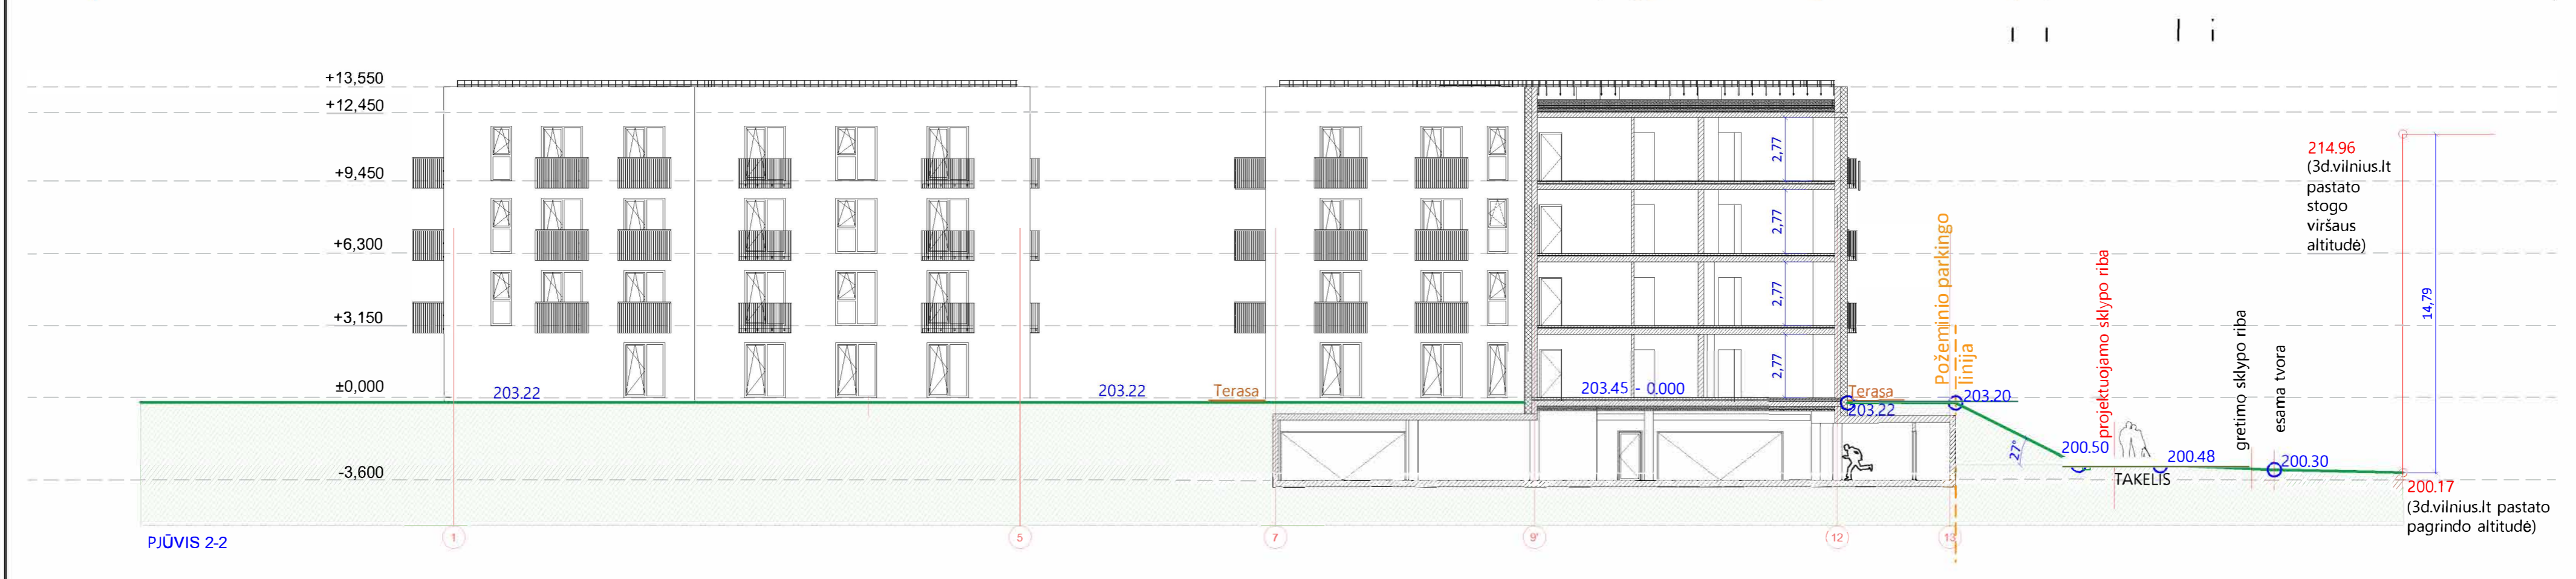 +13,550
+12,450
+9,450
+6,300
+3,150
±0,000
-3,600
203.22
203.22
Terasa
2,77
2,77
2,77
2,77
203.45 - 0.000
Terasa
203.22
Požeminio parkingo
linija
203.20
27°
200.50
projektuojamo sklypo riba
TAKELIS
200.48
gretimo sklypo riba
esama tvora
200.30
214.96
(3d.vilnius.lt
pastato
stogo
viršaus
altitudė)
14,79
200.17
(3d.vilnius.lt pastato
pagrindo altitudė)
PJŪVIS 2-2
1
5
7
9'
12
13